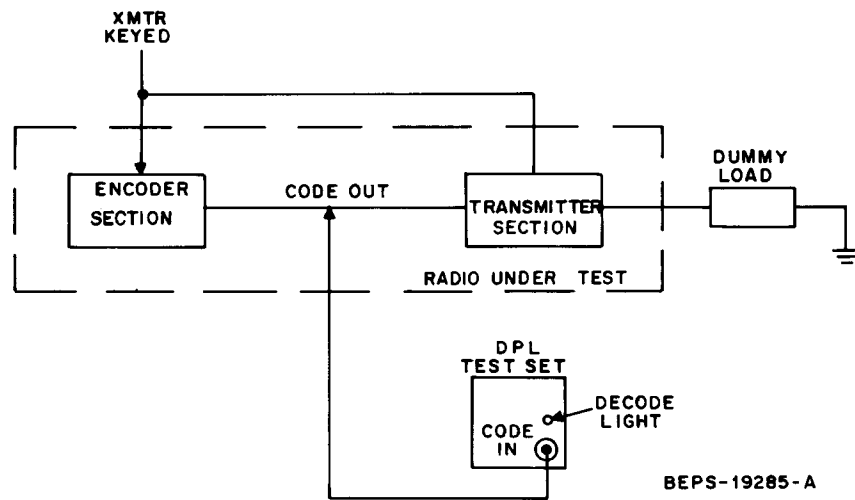 XMTR
KEYED
ENCODER
SECTION
CODE OUT
TRANSMITTER
SECTION
DUMMY
LOAD
RADIO UNDER TEST
DPL
TEST SET
DECODE
LIGHT
CODE
IN
BEPS-19285-A